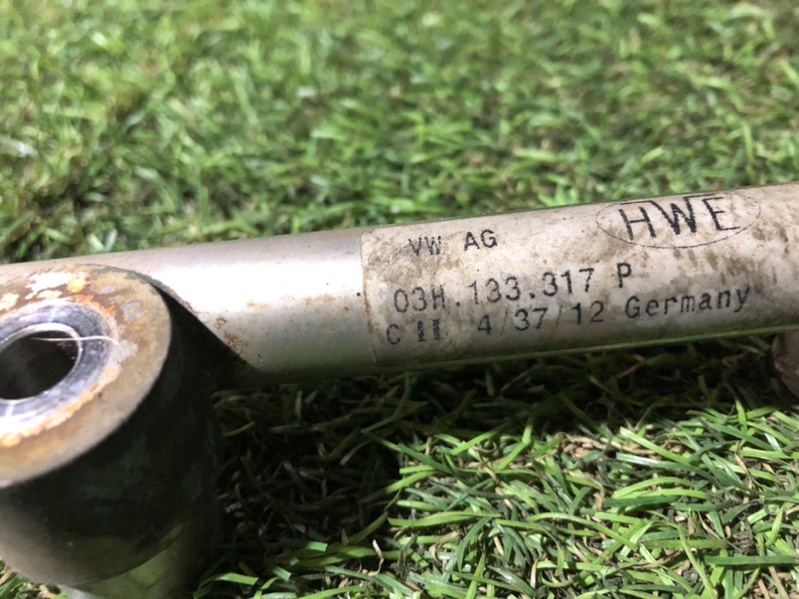 HWE
VW AG
03H.133.317 P
C II 4/37/12 Germany